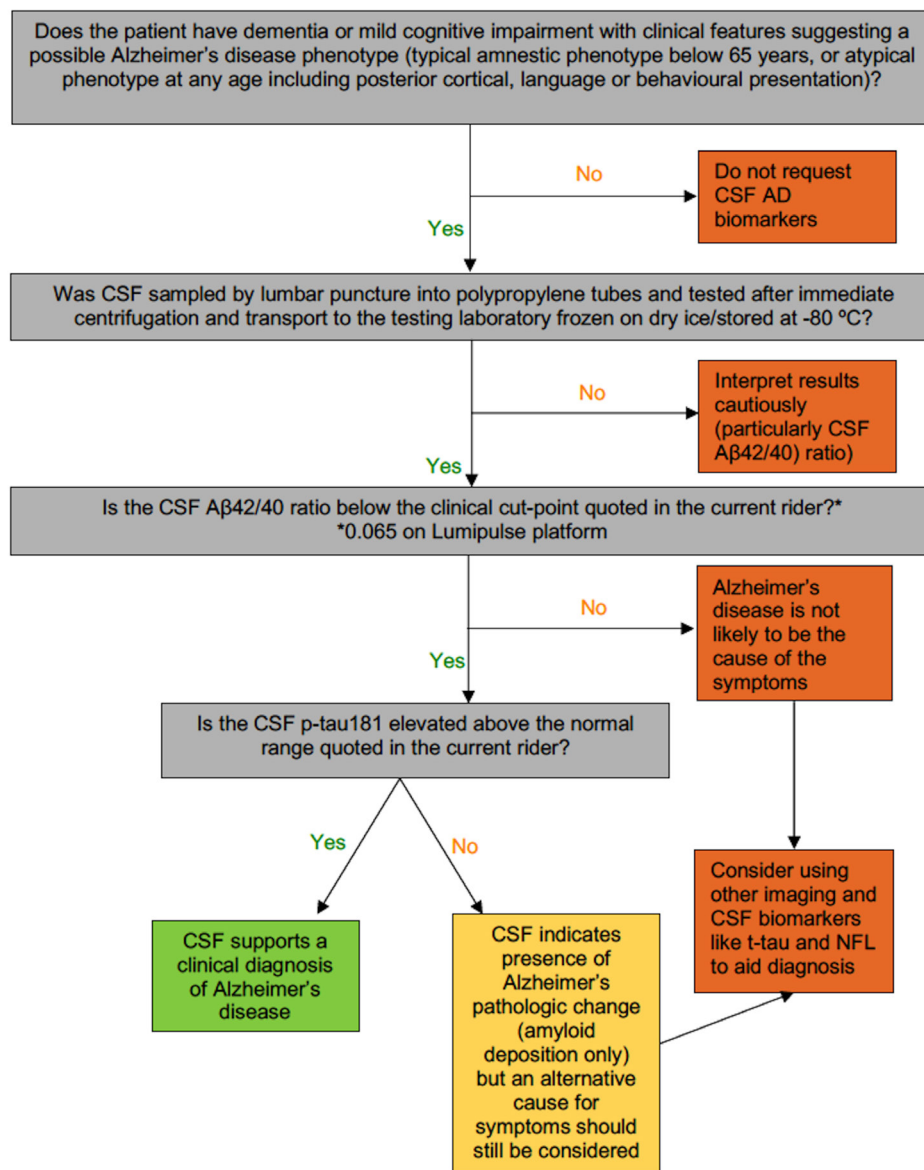 Does the patient have dementia or mild cognitive impairment with clinical features suggesting a
possible Alzheimer's disease phenotype (typical amnestic phenotype below 65 years, or atypical
phenotype at any age including posterior cortical, language or behavioural presentation)?
No
Do not request
CSF AD
biomarkers
Yes
Was CSF sampled by lumbar puncture into polypropylene tubes and tested after immediate
centrifugation and transport to the testing laboratory frozen on dry ice/stored at -80 ºC?
No
Interpret results
cautiously
(particularly CSF
Aβ42/40) ratio)
Yes
Is the CSF Aβ42/40 ratio below the clinical cut-point quoted in the current rider?*
*0.065 on Lumipulse platform
No
Alzheimer's
disease is not
likely to be the
cause of the
symptoms
Yes
Is the CSF p-tau181 elevated above the normal
range quoted in the current rider?
Yes
No
CSF supports a
clinical diagnosis
of Alzheimer's
disease
CSF indicates
presence of
Alzheimer's
pathologic change
(amyloid
deposition only)
but an alternative
cause for
symptoms should
still be considered
Consider using
other imaging and
CSF biomarkers
like t-tau and NFL
to aid diagnosis